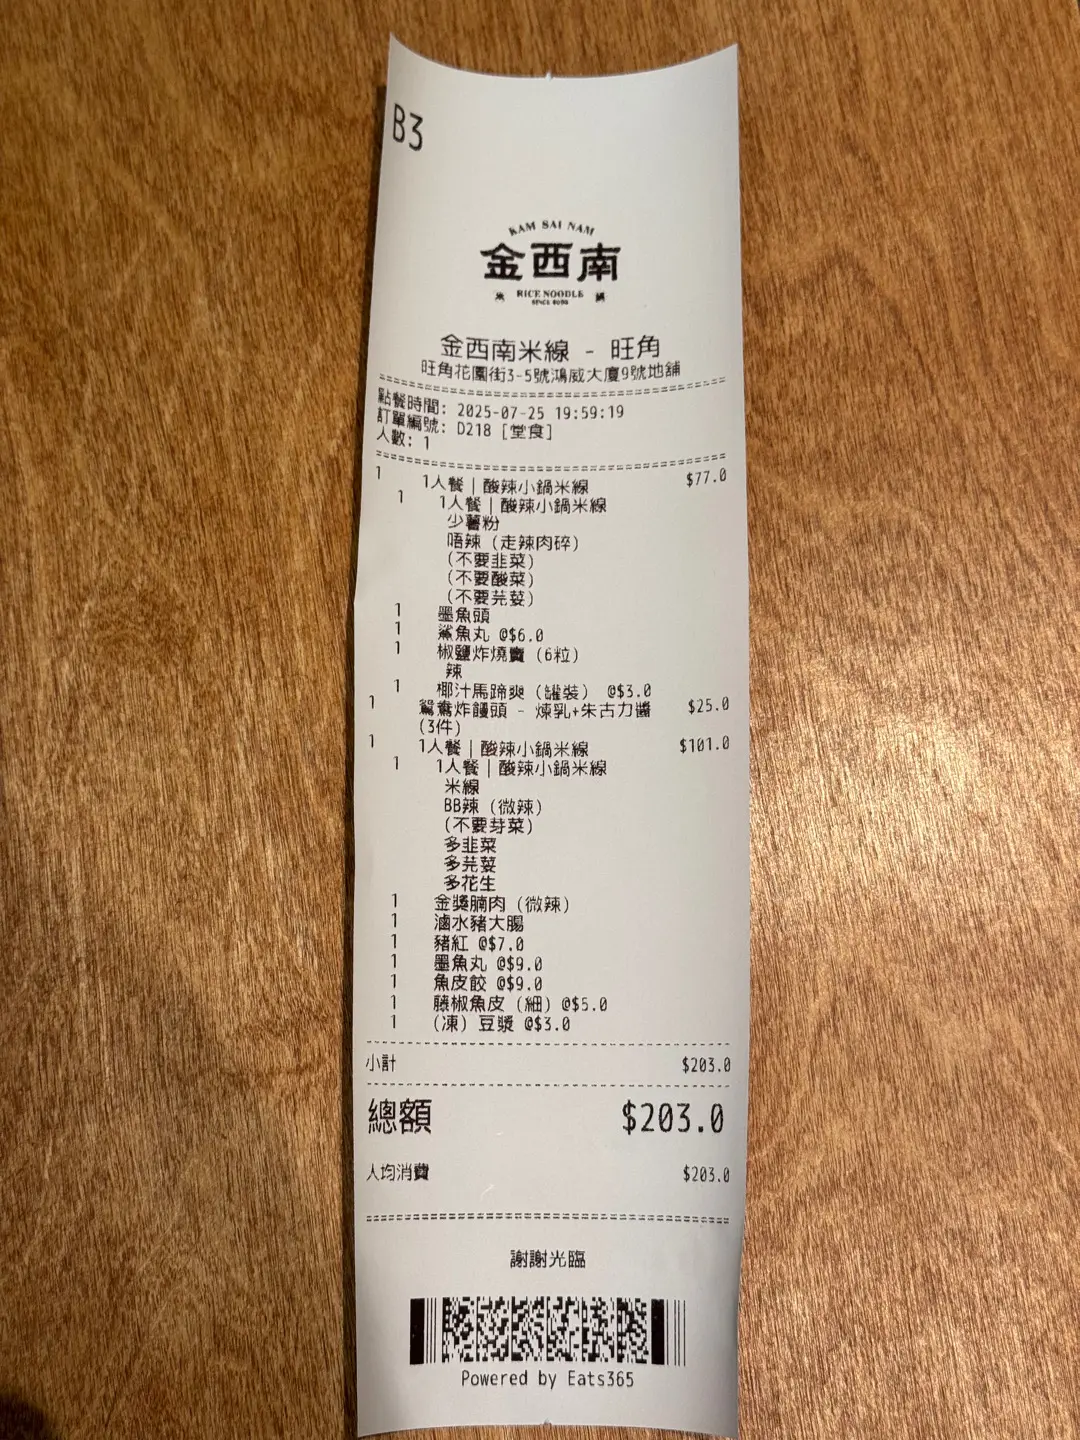 B3
KAM SAI NAM
金西南
米 RICE NOODLE 線
金西南米線 - 旺角
旺角花園街3-5號鴻威大廈9號地舖
點餐時間: 2025-07-25 19:59:19
訂單編號: D218 [堂食]
人數: 1
1 1人餐|酸辣小鍋米線 $77.0
1 1人餐|酸辣小鍋米線
少薯粉
唔辣 (走辣肉碎)
(不要韭菜)
(不要酸菜)
(不要芫荽)
1 墨魚頭
1 鯊魚丸 @$6.0
1 椒鹽炸燒賣 (6粒)
辣
1 椰汁馬蹄爽 (罐裝) @$3.0
1 鴛鴦炸饅頭 - 煉乳+朱古力醬 $25.0
(3件)
1 1人餐|酸辣小鍋米線 $101.0
1 1人餐|酸辣小鍋米線
米線
BB辣 (微辣)
(不要芽菜)
多韭菜
多芫荽
多花生
1 金獎腩肉 (微辣)
1 滷水豬大腸
1 豬紅 @$7.0
1 墨魚丸 @$9.0
1 魚皮餃 @$9.0
1 藤椒魚皮 (細) @$5.0
1 (凍) 豆漿 @$3.0
小計 $203.0
總額 $203.0
人均消費 $203.0
謝謝光臨
Powered by Eats365